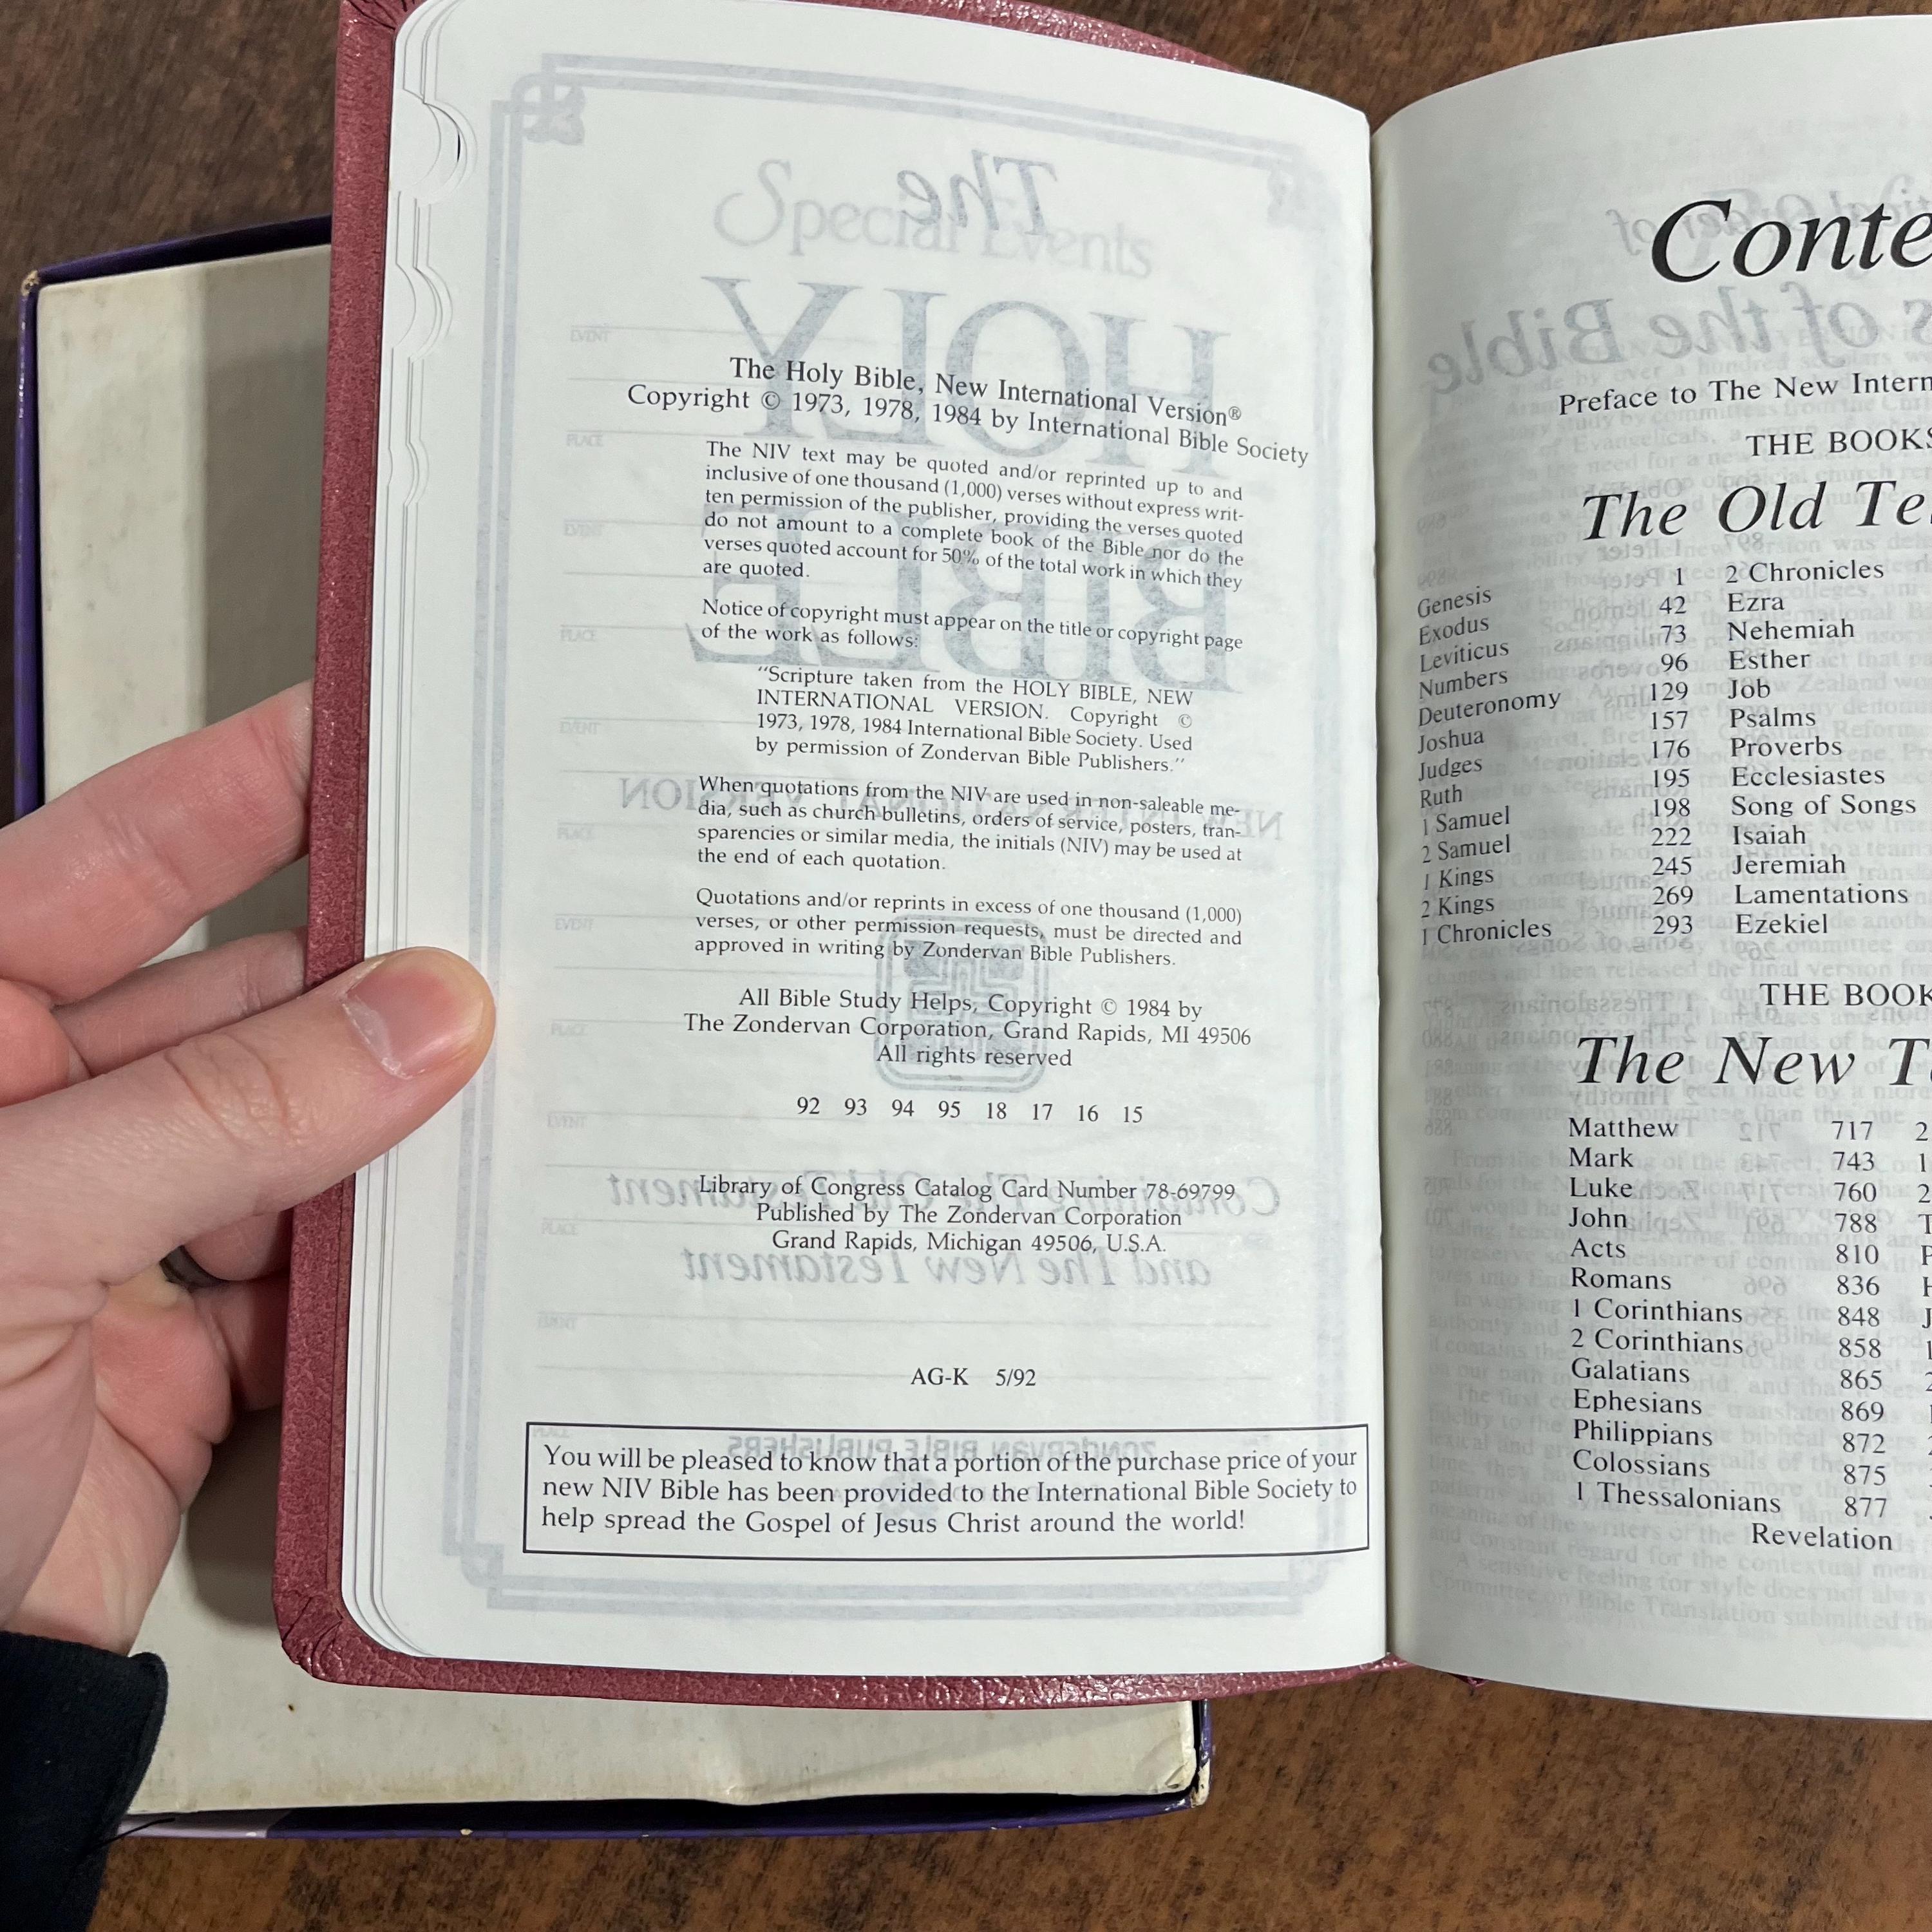 The Holy Bible, New International Version®
Copyright © 1973, 1978, 1984 by International Bible Society
The NIV text may be quoted and/or reprinted up to and
inclusive of one thousand (1,000) verses without express writ-
ten permission of the publisher, providing the verses quoted
do not amount to a complete book of the Bible nor do the
verses quoted account for 50% of the total work in which they
are quoted.
Notice of copyright must appear on the title or copyright page
of the work as follows:
"Scripture taken from the HOLY BIBLE, NEW
INTERNATIONAL VERSION. Copyright ©
1973, 1978, 1984 International Bible Society. Used
by permission of Zondervan Bible Publishers."
When quotations from the NIV are used in non-saleable me-
dia, such as church bulletins, orders of service, posters, tran-
sparencies or similar media, the initials (NIV) may be used at
the end of each quotation.
Quotations and/or reprints in excess of one thousand (1,000)
verses, or other permission requests, must be directed and
approved in writing by Zondervan Bible Publishers.
All Bible Study Helps, Copyright © 1984 by
The Zondervan Corporation, Grand Rapids, MI 49506
All rights reserved
92 93 94 95 18 17 16 15
Library of Congress Catalog Card Number 78-69799
Published by The Zondervan Corporation
Grand Rapids, Michigan 49506, U.S.A.
AG-K 5/92
You will be pleased to know that a portion of the purchase price of your
new NIV Bible has been provided to the International Bible Society to
help spread the Gospel of Jesus Christ around the world!
Conte
Preface to The New Intern
THE BOOKS
The Old Te
Genesis 1 2 Chronicles
Exodus 42 Ezra
Leviticus 73 Nehemiah
Numbers 96 Esther
Deuteronomy 129 Job
Joshua 157 Psalms
Judges 176 Proverbs
Ruth 195 Ecclesiastes
1 Samuel 198 Song of Songs
2 Samuel 222 Isaiah
1 Kings 245 Jeremiah
2 Kings 269 Lamentations
1 Chronicles 293 Ezekiel
THE BOOK
The New T
Matthew 717 2
Mark 743 1
Luke 760 2
John 788 T
Acts 810 P
Romans 836 H
1 Corinthians 848 J
2 Corinthians 858 1
Galatians 865 2
Ephesians 869
Philippians 872
Colossians 875
1 Thessalonians 877
Revelation